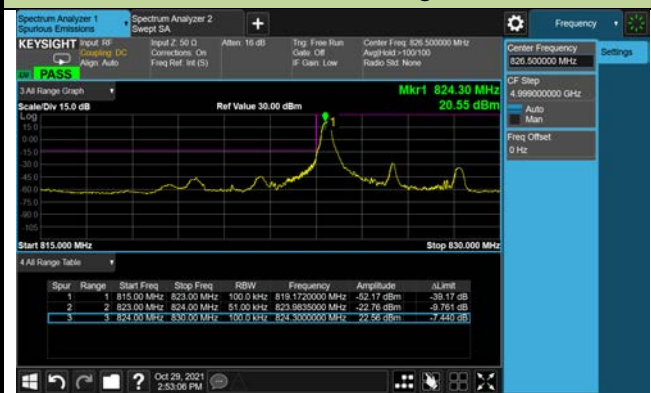 Spectrum Analyzer 1
Spurious Emissions
Spectrum Analyzer 2
Swept SA
Frequency
KEYSIGHT
Input: RF
Coupling: DC
Align: Auto
Input Z: 50 Ω
Corrections: On
Freq Ref: Int (S)
Atten: 16 dB
Trig: Free Run
Gate: Off
IF Gain: Low
Center Freq: 826.500000 MHz
Avg|Hold:>100/100
Radio Std: None
PASS
Center Frequency
826.500000 MHz
Settings
CF Step
4.999000000 GHz
Auto
Man
Freq Offset
0 Hz
3 All Range Graph
Mkr1 824.30 MHz
20.55 dBm
Scale/Div 15.0 dB
Ref Value 30.00 dBm
Log
15.0
0.00
-15.0
-30.0
-45.0
-60.0
-75.0
-90.0
-105
1
Start 815.000 MHz
Stop 830.000 MHz
4 All Range Table
Spur Range Start Freq Stop Freq RBW Frequency Amplitude ΔLimit
1 1 815.00 MHz 823.00 MHz 100.0 kHz 819.1720000 MHz -52.17 dBm -39.17 dB
2 2 823.00 MHz 824.00 MHz 51.00 kHz 823.9835000 MHz -22.76 dBm -9.761 dB
3 3 824.00 MHz 830.00 MHz 100.0 kHz 824.3000000 MHz 22.56 dBm -7.440 dB
Oct 29, 2021
2:53:06 PM